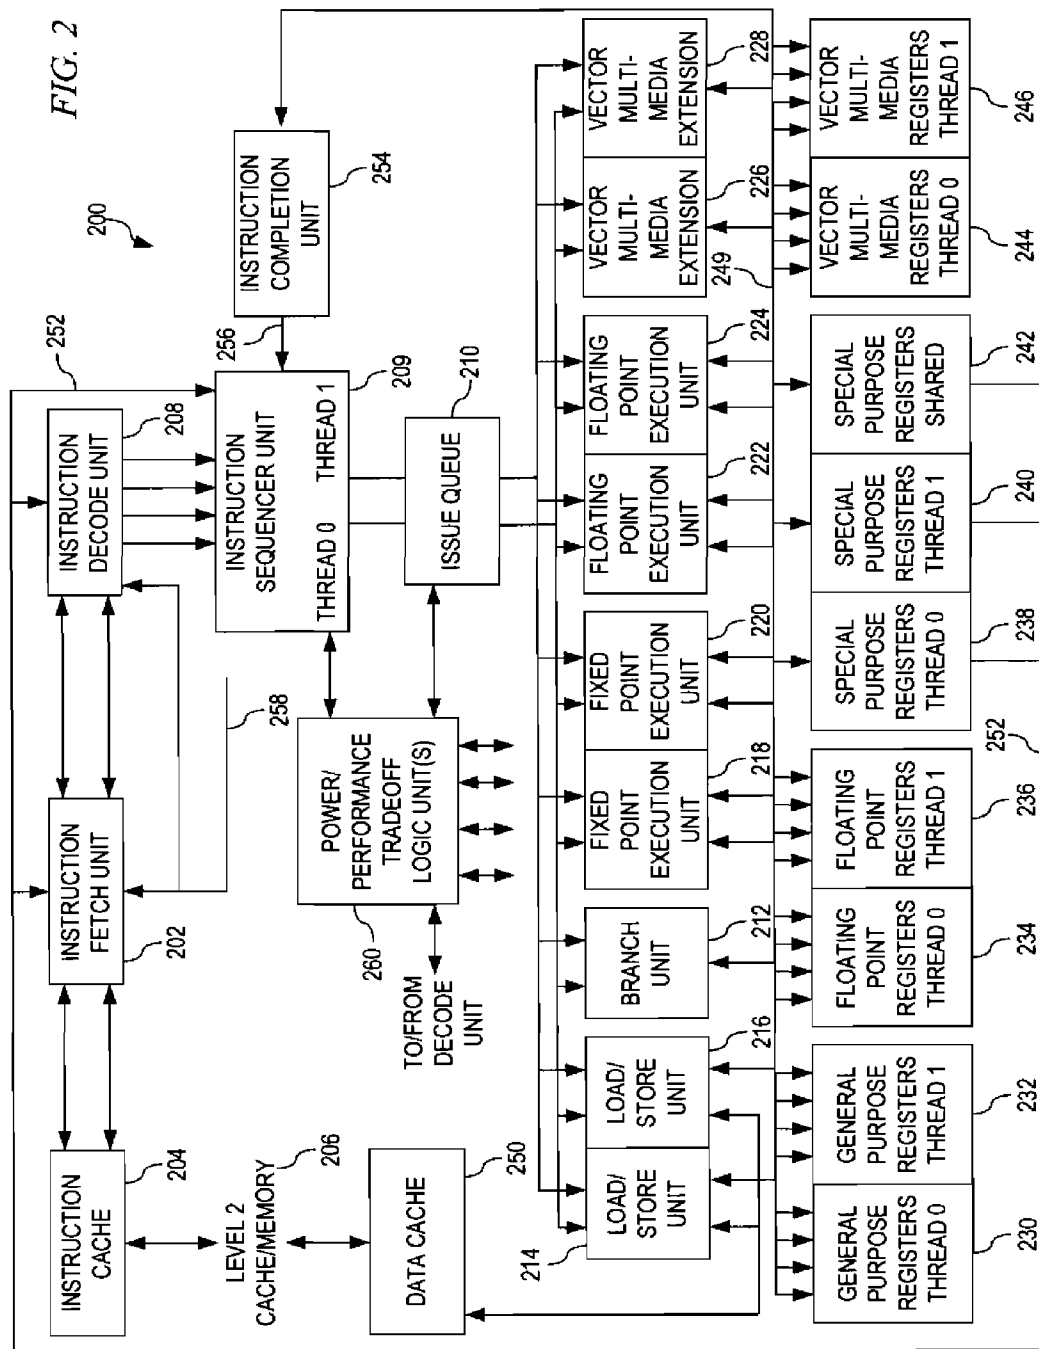 FIG. 2
200
252
INSTRUCTION
CACHE
204
INSTRUCTION
FETCH UNIT
202
INSTRUCTION
DECODE UNIT
208
258
LEVEL 2
CACHE/MEMORY
206
DATA CACHE
250
INSTRUCTION
SEQUENCER UNIT
THREAD 0
THREAD 1
209
256
INSTRUCTION
COMPLETION
UNIT
254
POWER/
PERFORMANCE
TRADEOFF
LOGIC UNIT(S)
260
TO/FROM
DECODE
UNIT
ISSUE QUEUE
210
LOAD/
STORE
UNIT
214
LOAD/
STORE
UNIT
216
BRANCH
UNIT
212
FIXED
POINT
EXECUTION
UNIT
218
FIXED
POINT
EXECUTION
UNIT
220
FLOATING
POINT
EXECUTION
UNIT
222
FLOATING
POINT
EXECUTION
UNIT
224
VECTOR
MULTI-
MEDIA
EXTENSION
226
VECTOR
MULTI-
MEDIA
EXTENSION
228
249
GENERAL
PURPOSE
REGISTERS
THREAD 0
230
GENERAL
PURPOSE
REGISTERS
THREAD 1
232
FLOATING
POINT
REGISTERS
THREAD 0
234
FLOATING
POINT
REGISTERS
THREAD 1
236
252
SPECIAL
PURPOSE
REGISTERS
THREAD 0
238
SPECIAL
PURPOSE
REGISTERS
THREAD 1
240
SPECIAL
PURPOSE
REGISTERS
SHARED
242
VECTOR
MULTI-
MEDIA
REGISTERS
THREAD 0
244
VECTOR
MULTI-
MEDIA
REGISTERS
THREAD 1
246